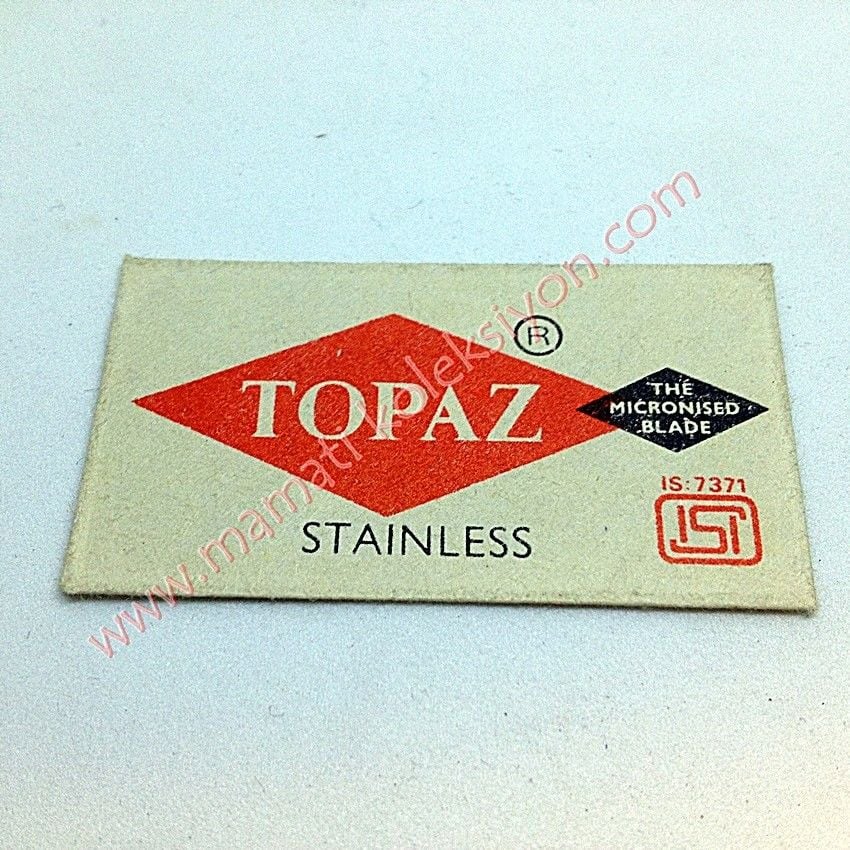 TOPAZ
®
THE
MICRONISED
BLADE
STAINLESS
IS:7371
ISI
www.mamatikoleksiyon.com